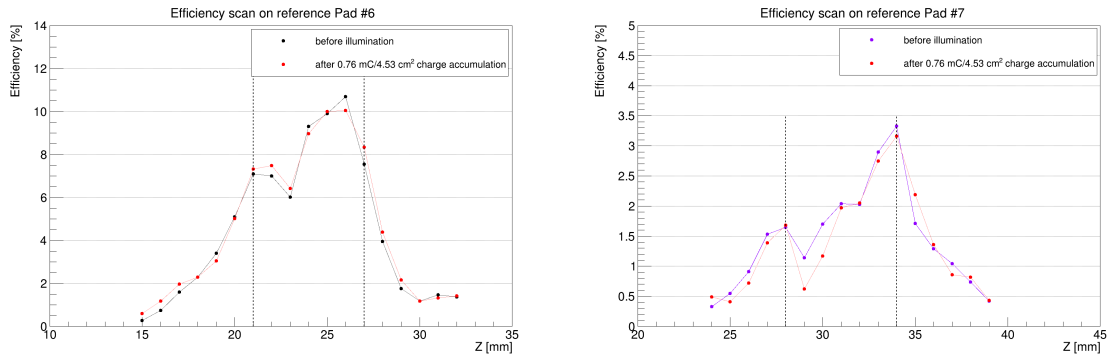 Efficiency scan on reference Pad #6
Efficiency [%]
14
12
10
8
6
4
2
0
before illumination
after 0.76 mC/4.53 cm² charge accumulation
10 15 20 25 30 35
Z [mm]
Efficiency scan on reference Pad #7
Efficiency [%]
5
4.5
4
3.5
3
2.5
2
1.5
1
0.5
0
before illumination
after 0.76 mC/4.53 cm² charge accumulation
20 25 30 35 40 45
Z [mm]